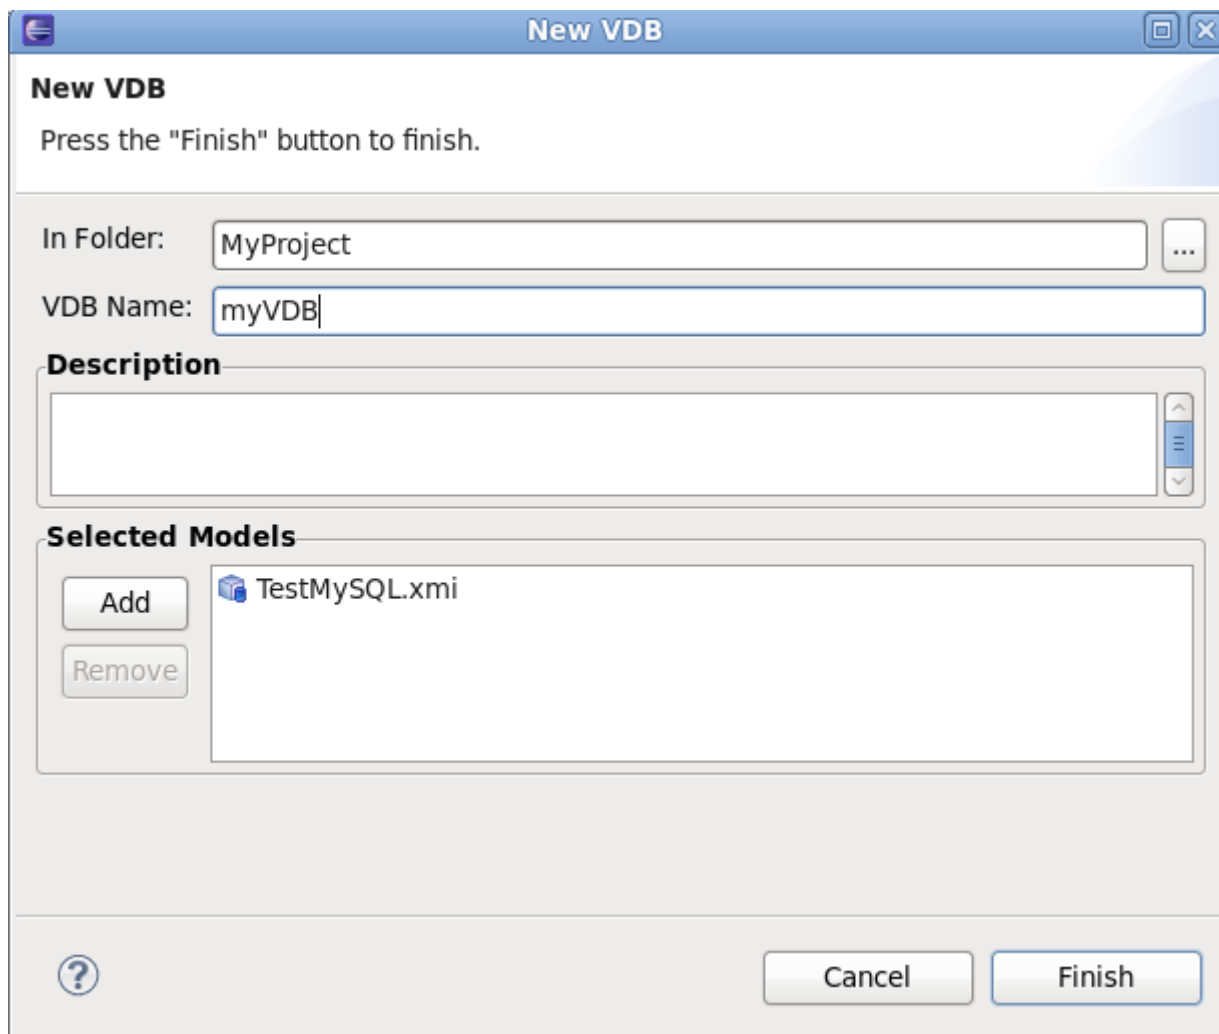 New VDB
New VDB
Press the "Finish" button to finish.
In Folder: MyProject ...
VDB Name: myVDB
Description
Selected Models
Add
TestMySQL.xmi
Remove
? Cancel Finish